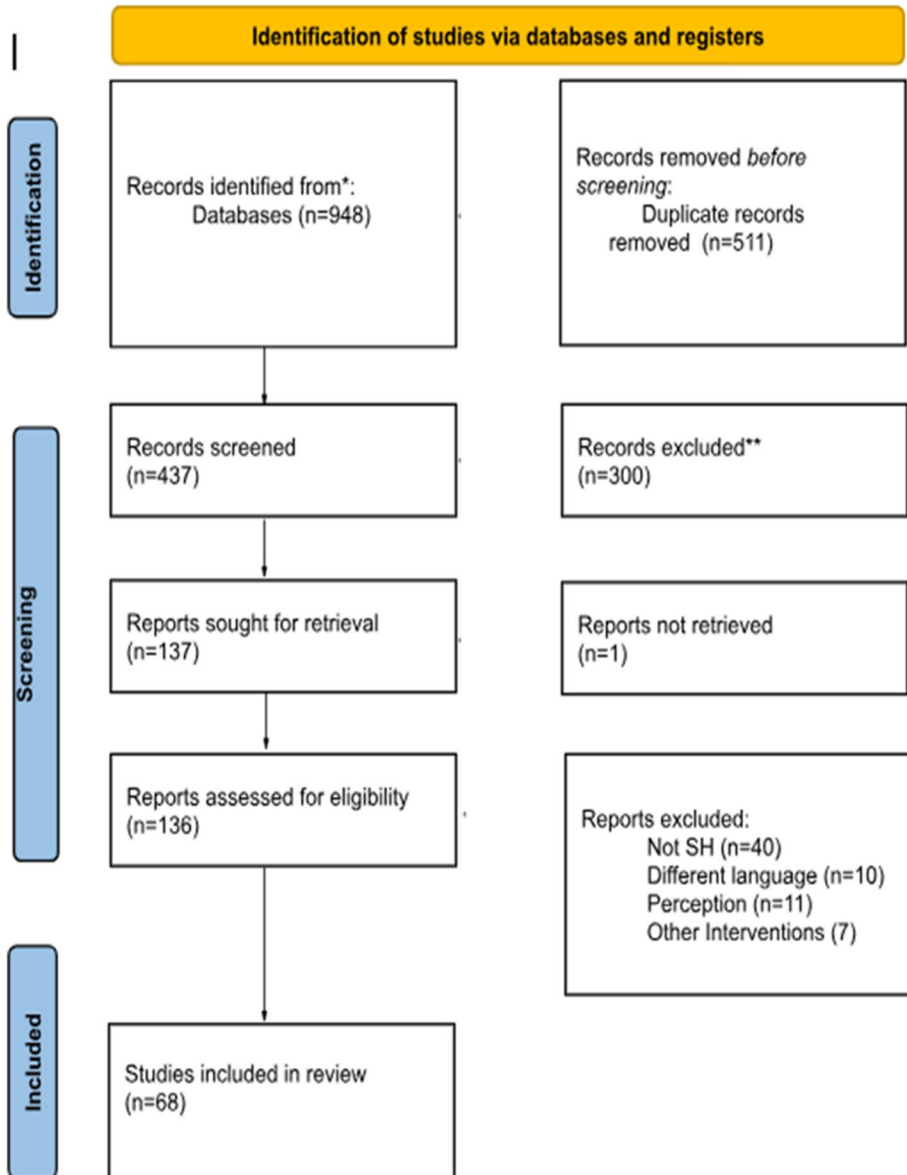 Identification of studies via databases and registers
Identification
Records identified from*:
Databases (n=948)
Records removed before
screening:
Duplicate records
removed (n=511)
Screening
Records screened
(n=437)
Records excluded**
(n=300)
Reports sought for retrieval
(n=137)
Reports not retrieved
(n=1)
Reports assessed for eligibility
(n=136)
Reports excluded:
Not SH (n=40)
Different language (n=10)
Perception (n=11)
Other Interventions (7)
Included
Studies included in review
(n=68)